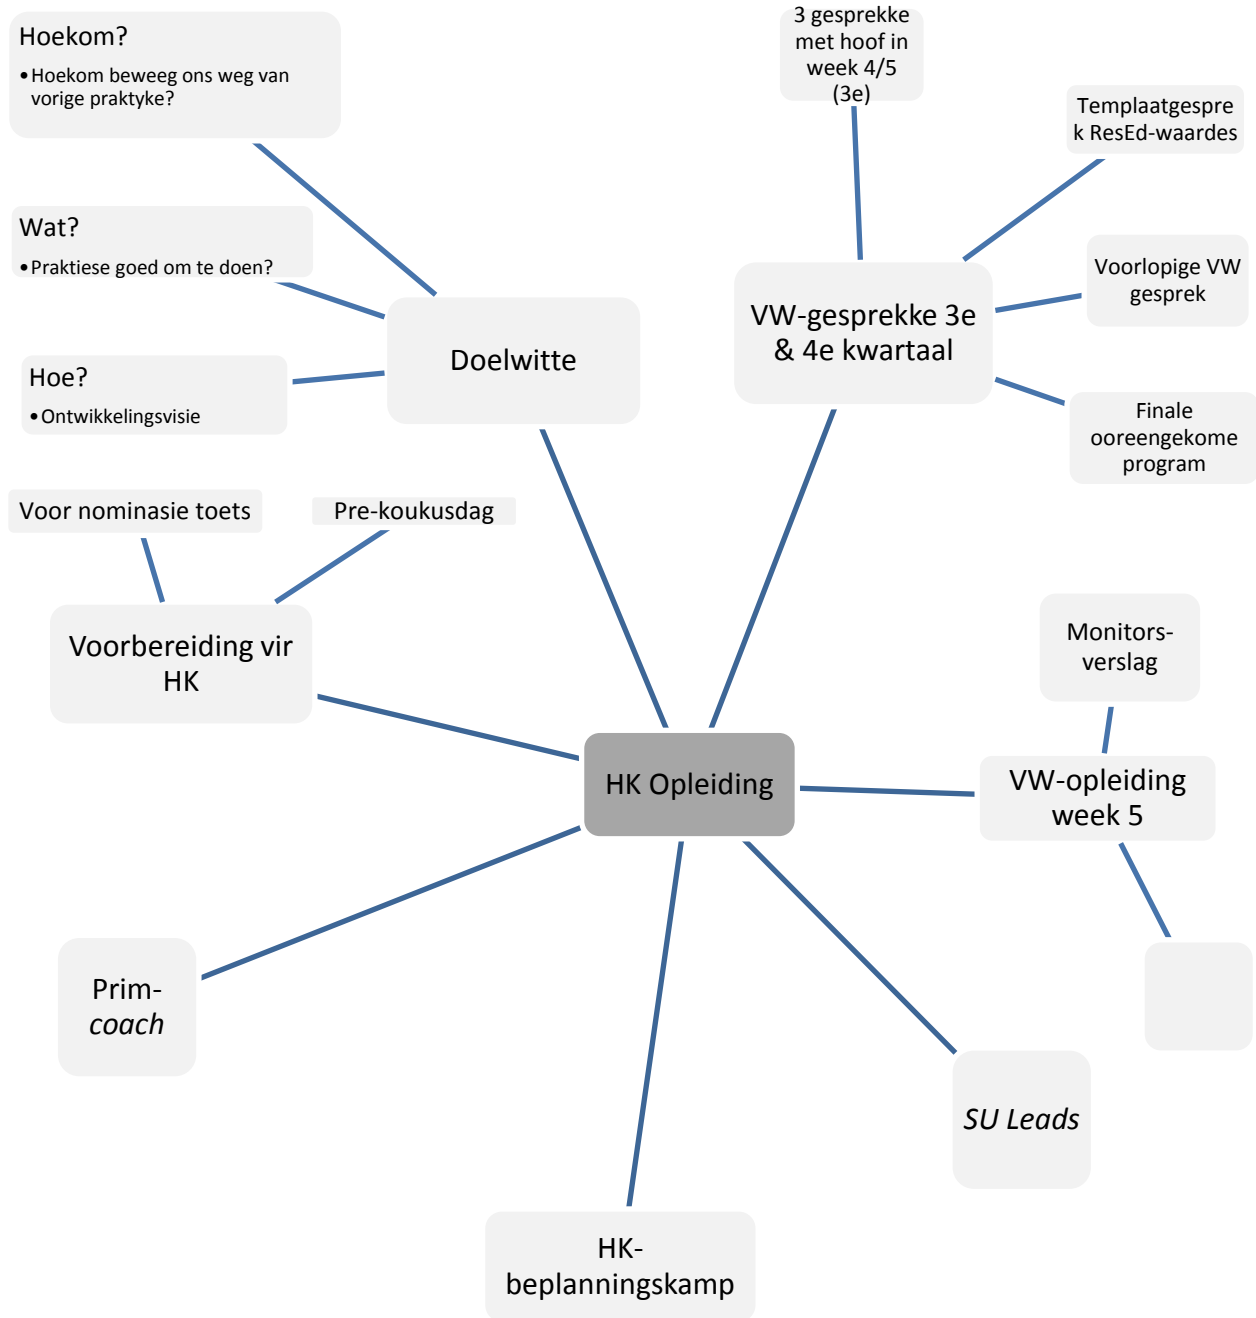 Hoekom?
•Hoekom beweeg ons weg van
vorige praktyke?
Wat?
•Praktiese goed om te doen?
Hoe?
•Ontwikkelingsvisie
Doelwitte
3 gesprekke
met hoof in
week 4/5
(3e)
Templaatgespre
k ResEd-waardes
Voorlopige VW
gesprek
Finale
ooreengekome
program
VW-gesprekke 3e
& 4e kwartaal
Voor nominasie toets
Pre-koukusdag
Voorbereiding vir
HK
HK Opleiding
Monitors-
verslag
VW-opleiding
week 5
Prim-
coach
SU Leads
HK-
beplanningskamp